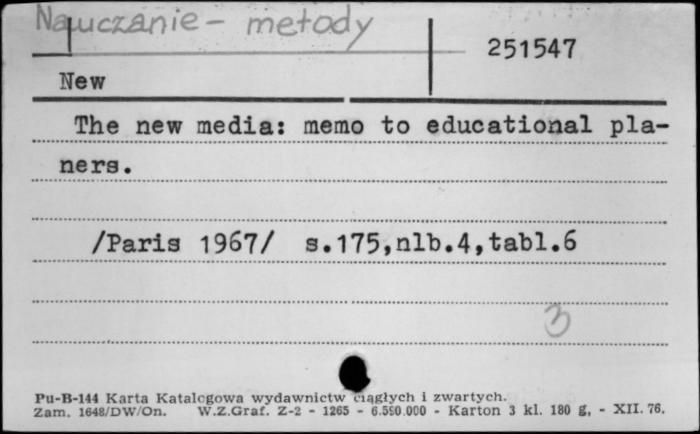 Nauczanie - metody
251547
New
The new media: memo to educational pla-
ners.
/Paris 1967/ s.175,nlb.4,tabl.6
3
Pu-B-144 Karta Katalogowa wydawnictw ciągłych i zwartych.
Zam. 1648/DW/On. W.Z.Graf. Z-2 - 1265 - 6.550.000 - Karton 3 kl. 180 g, - XII. 76.